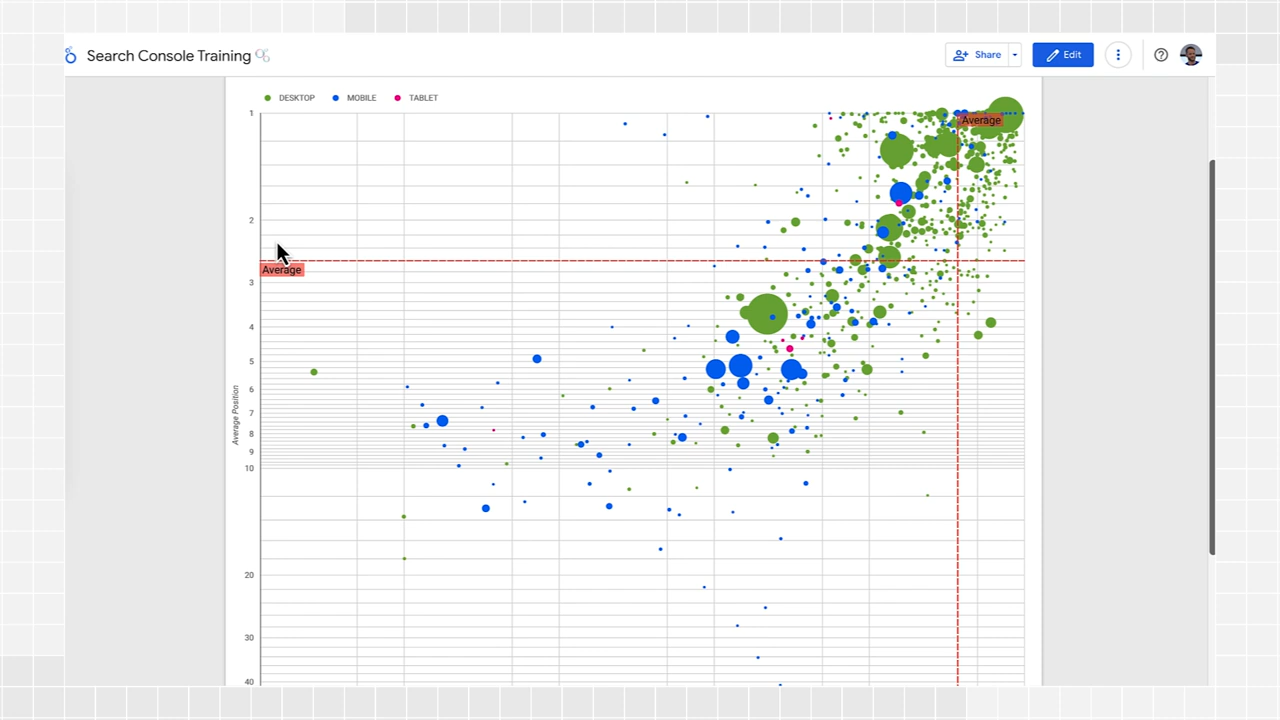 Search Console Training
Share
Edit
DESKTOP MOBILE TABLET
1
Average
2
Average
3
4
5
6
Average Position
7
8
9
10
20
30
40